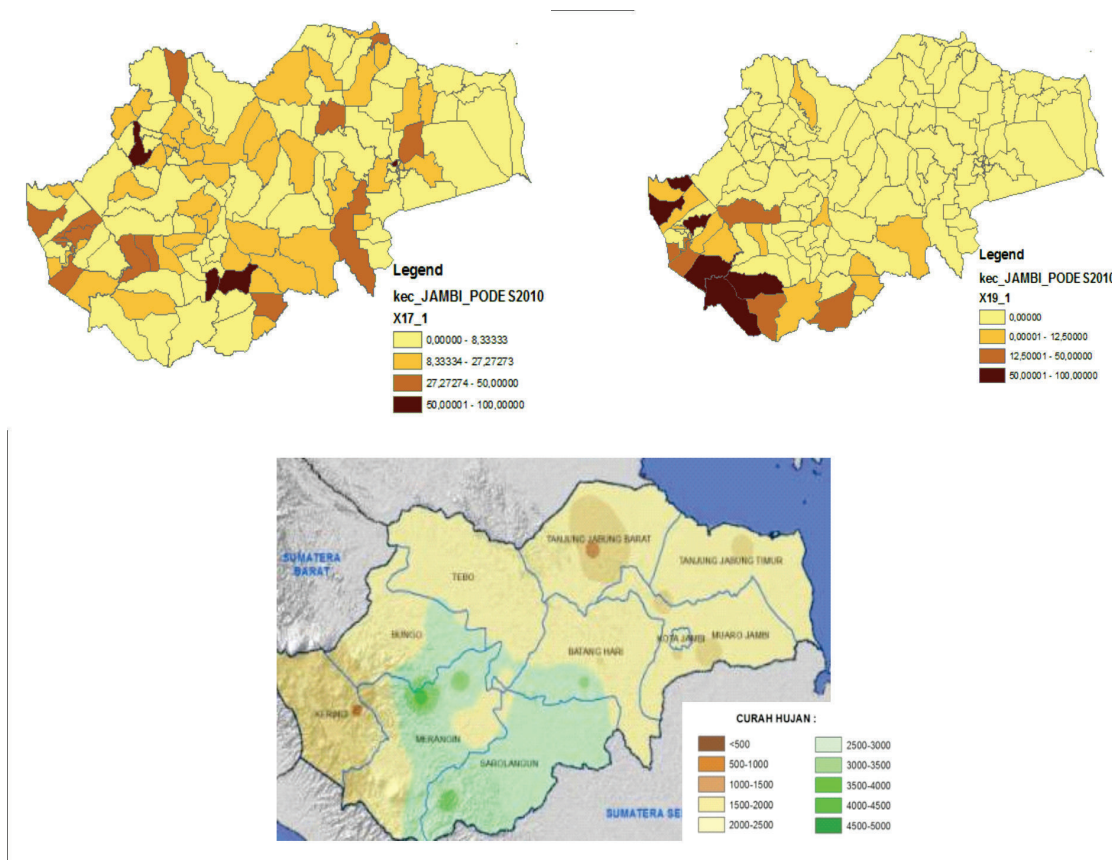 Legend
kec_JAMBI_PODES2010
X17_1
0,00000 - 8,33333
8,33334 - 27,27273
27,27274 - 50,00000
50,00001 - 100,00000
Legend
kec_JAMBI_PODES2010
X19_1
0,00000
0,00001 - 12,50000
12,50001 - 50,00000
50,00001 - 100,00000
TANJUNG JABUNG BARAT
SUMATERA
BARAT
TANJUNG JABUNG TIMUR
TEBO
BUNGO
KOTA JAMBI
MUARO JAMBI
BATANG HARI
KERINCI
MERANGIN
SAROLANGUN
SUMATERA SE
CURAH HUJAN :
<500
500-1000
1000-1500
1500-2000
2000-2500
2500-3000
3000-3500
3500-4000
4000-4500
4500-5000